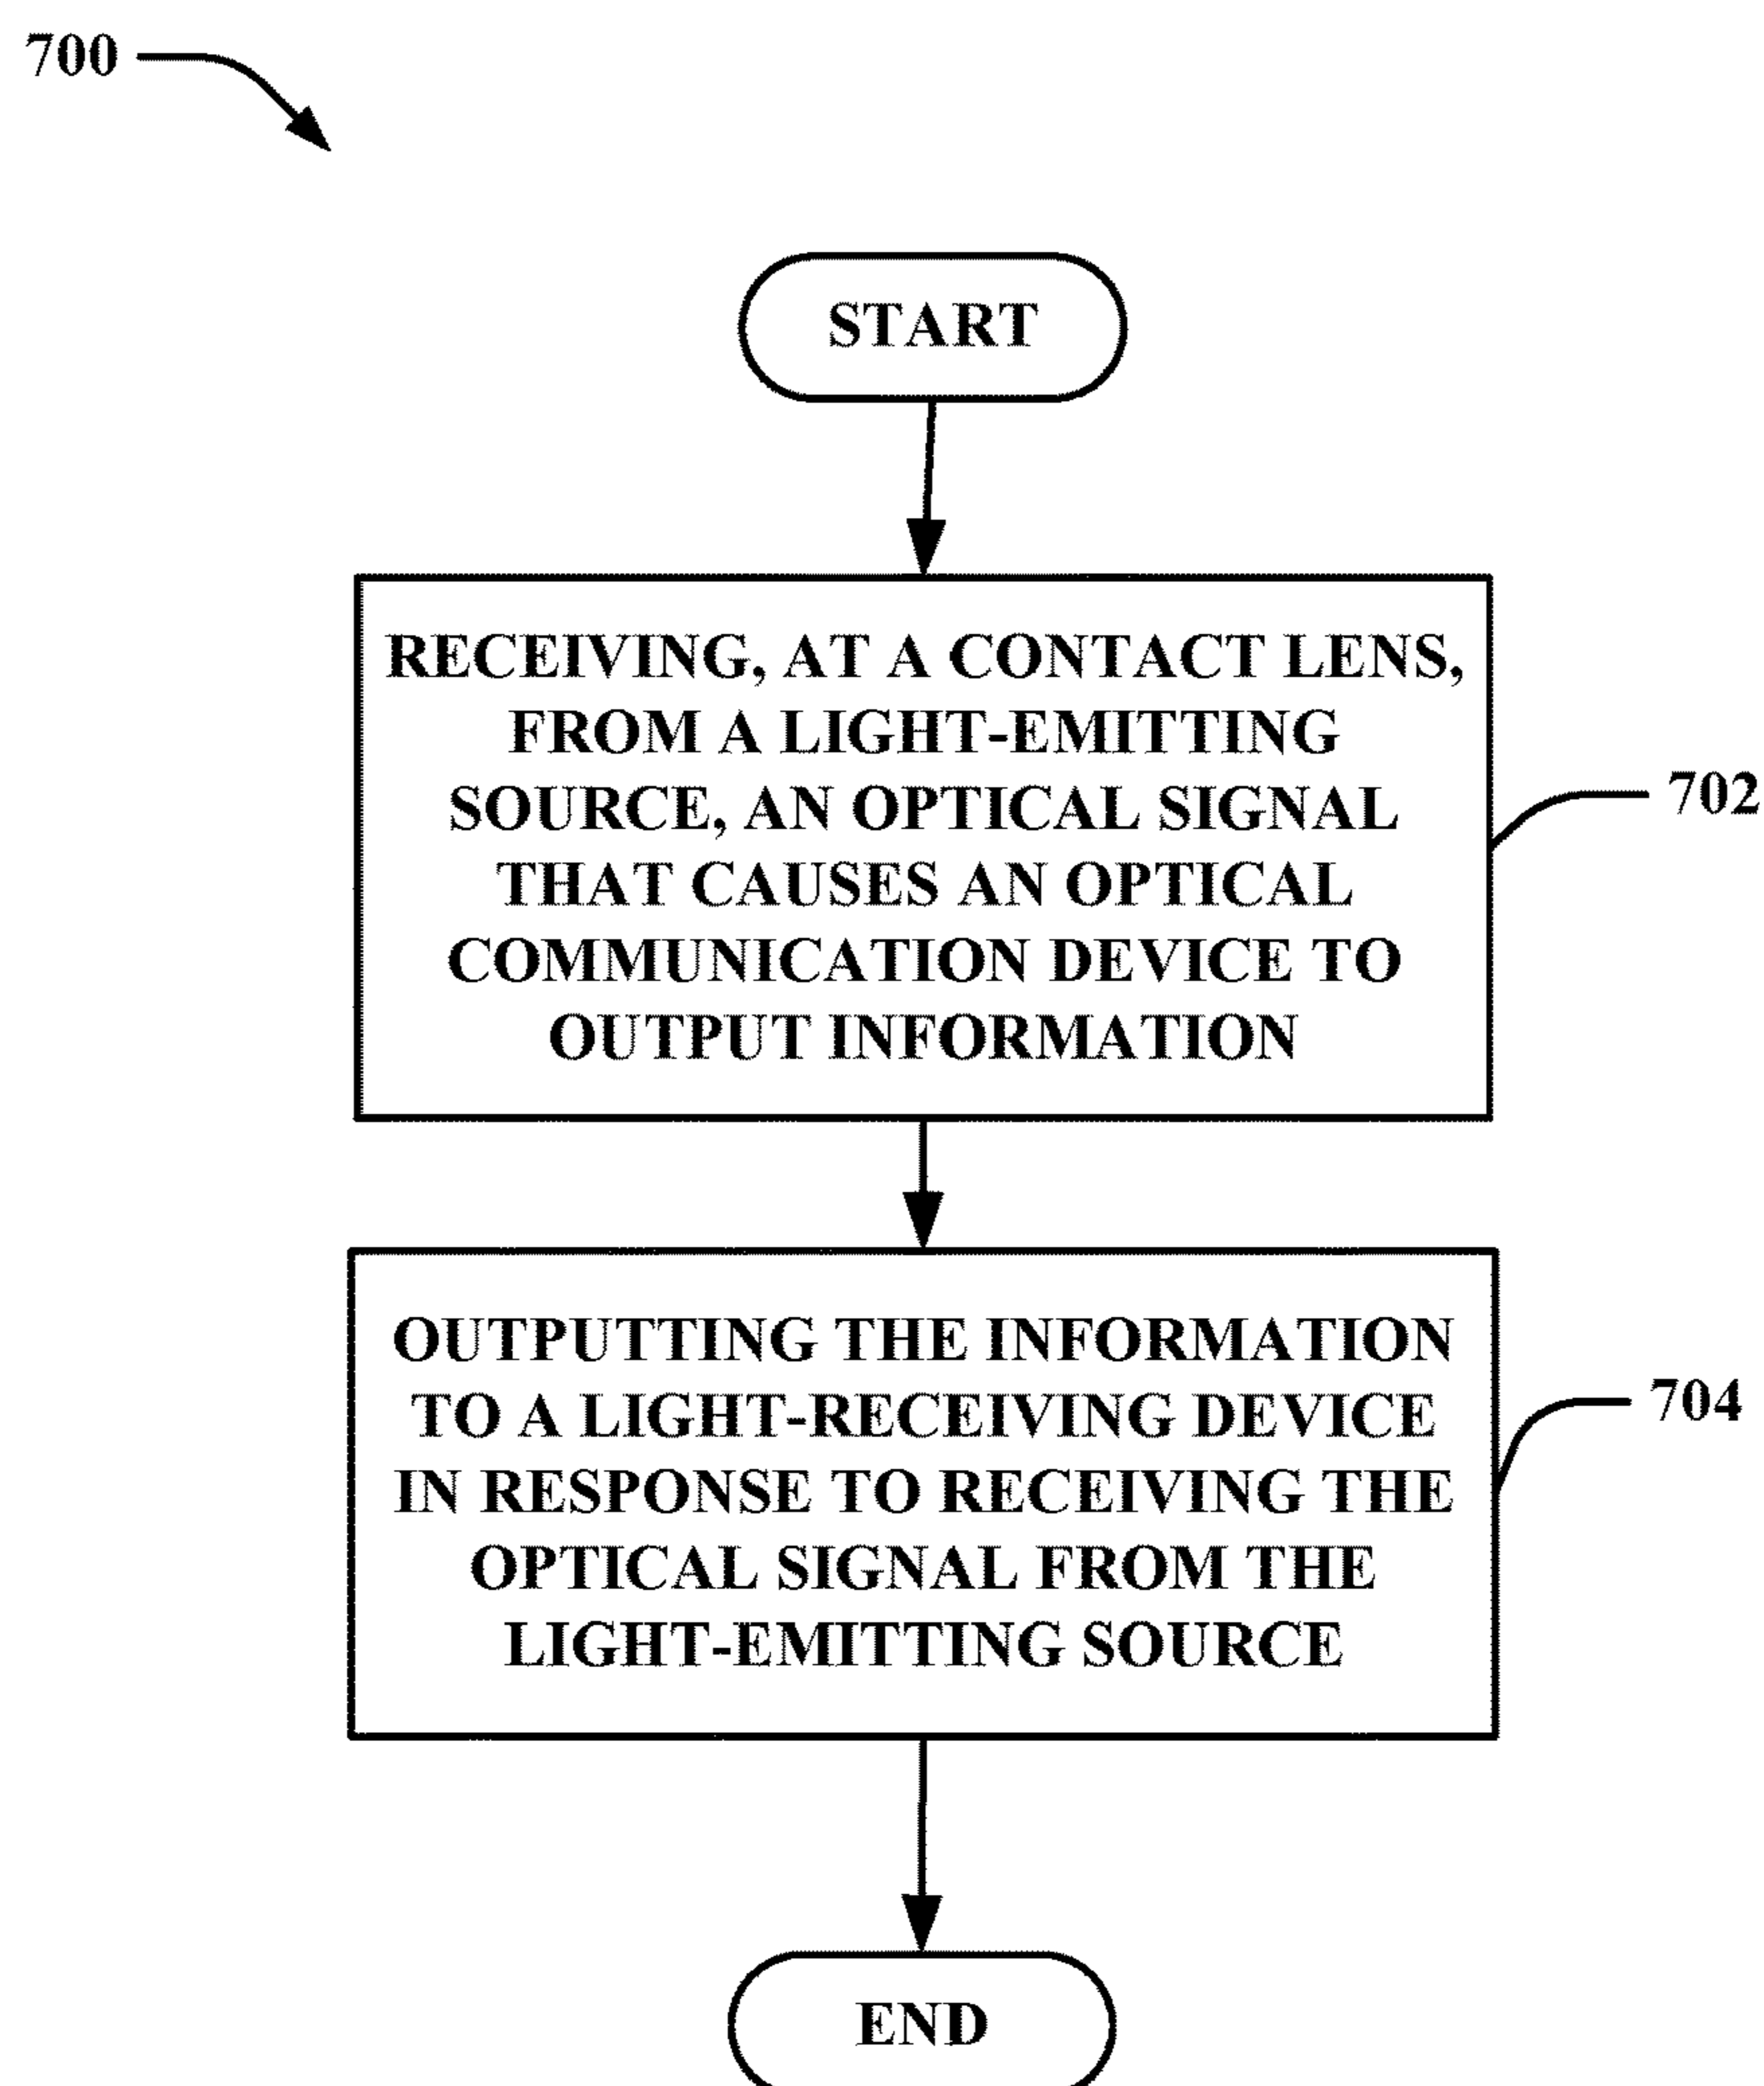 700
START
RECEIVING, AT A CONTACT LENS,
FROM A LIGHT-EMITTING
SOURCE, AN OPTICAL SIGNAL
THAT CAUSES AN OPTICAL
COMMUNICATION DEVICE TO
OUTPUT INFORMATION
702
OUTPUTTING THE INFORMATION
TO A LIGHT-RECEIVING DEVICE
IN RESPONSE TO RECEIVING THE
OPTICAL SIGNAL FROM THE
LIGHT-EMITTING SOURCE
704
END